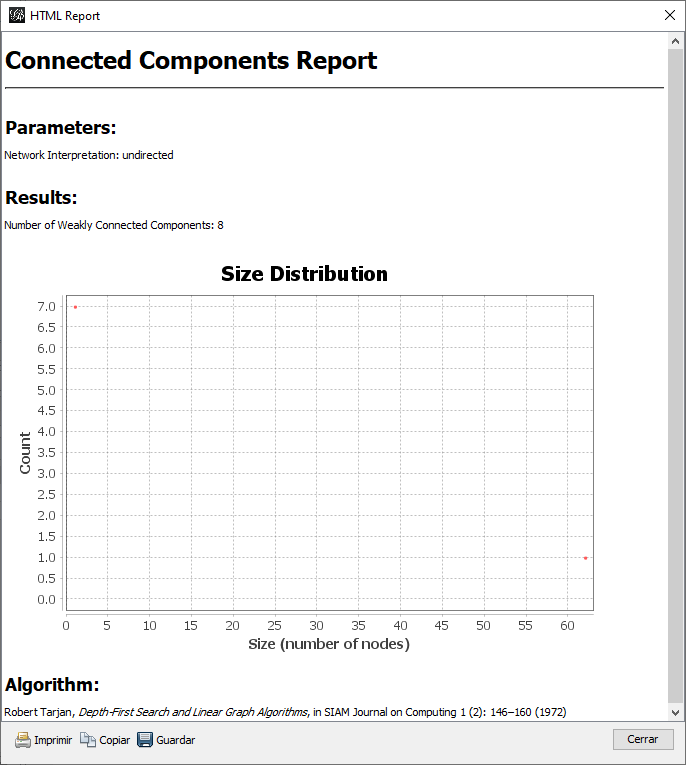 HTML Report
Connected Components Report
Parameters:
Network Interpretation: undirected
Results:
Number of Weakly Connected Components: 8
Size Distribution
7.0
6.5
6.0
5.5
5.0
4.5
4.0
3.5
3.0
2.5
2.0
1.5
1.0
0.5
0.0
Count
0 5 10 15 20 25 30 35 40 45 50 55 60
Size (number of nodes)
Algorithm:
Robert Tarjan, Depth-First Search and Linear Graph Algorithms, in SIAM Journal on Computing 1 (2): 146–160 (1972)
Imprimir Copiar Guardar Cerrar